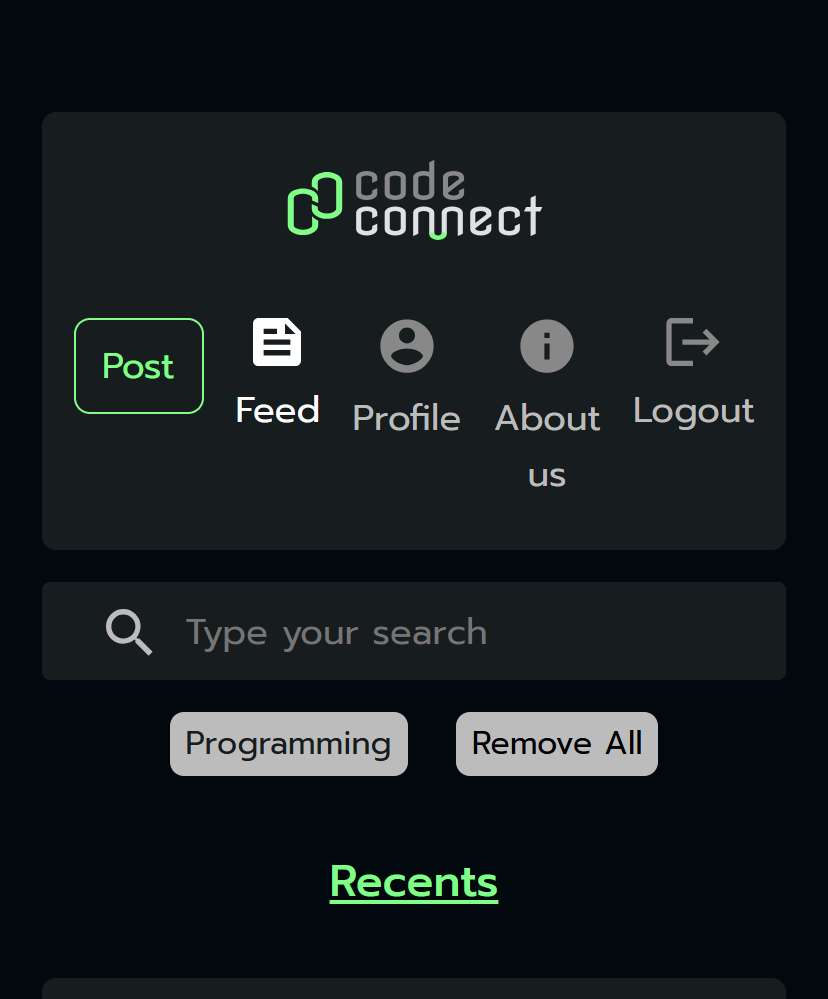 code
connect
Post
Feed
Profile
About
us
Logout
Type your search
Programming
Remove All
Recents